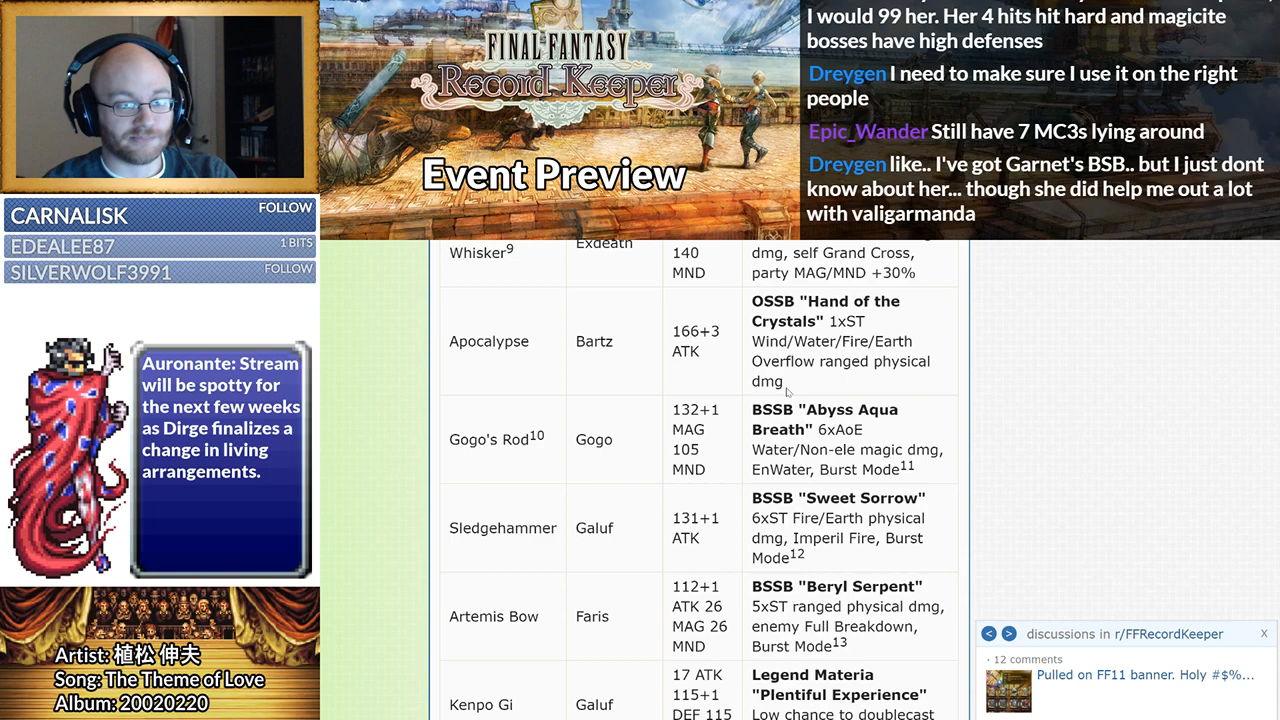 I would 99 her. Her 4 hits hit hard and magicite
bosses have high defenses
Dreygen I need to make sure I use it on the right
people
Epic_Wander Still have 7 MC3s lying around
Dreygen like.. I've got Garnet's BSB.. but I just dont
know about her... though she did help me out a lot
with valigarmanda
FINAL FANTASY
Record Keeper
Event Preview
CARNALISK FOLLOW
EDEALEE87 1 BITS
SILVERWOLF3991 FOLLOW
Auronante: Stream
will be spotty for
the next few weeks
as Dirge finalizes a
change in living
arrangements.
Artist: 植松 伸夫
Song: The Theme of Love
Album: 20020220
Whisker9
Exdeath
140
MND
dmg, self Grand Cross,
party MAG/MND +30%
Apocalypse
Bartz
166+3
ATK
OSSB "Hand of the
Crystals" 1xST
Wind/Water/Fire/Earth
Overflow ranged physical
dmg
Gogo's Rod10
Gogo
132+1
MAG
105
MND
BSSB "Abyss Aqua
Breath" 6xAoE
Water/Non-ele magic dmg,
EnWater, Burst Mode11
Sledgehammer
Galuf
131+1
ATK
BSSB "Sweet Sorrow"
6xST Fire/Earth physical
dmg, Imperil Fire, Burst
Mode12
Artemis Bow
Faris
112+1
ATK 26
MAG 26
MND
BSSB "Beryl Serpent"
5xST ranged physical dmg,
enemy Full Breakdown,
Burst Mode13
Kenpo Gi
Galuf
17 ATK
115+1
DEF 115
Legend Materia
"Plentiful Experience"
Low chance to doublecast
< > discussions in r/FFRecordKeeper X
· 12 comments
Pulled on FF11 banner. Holy #$%...